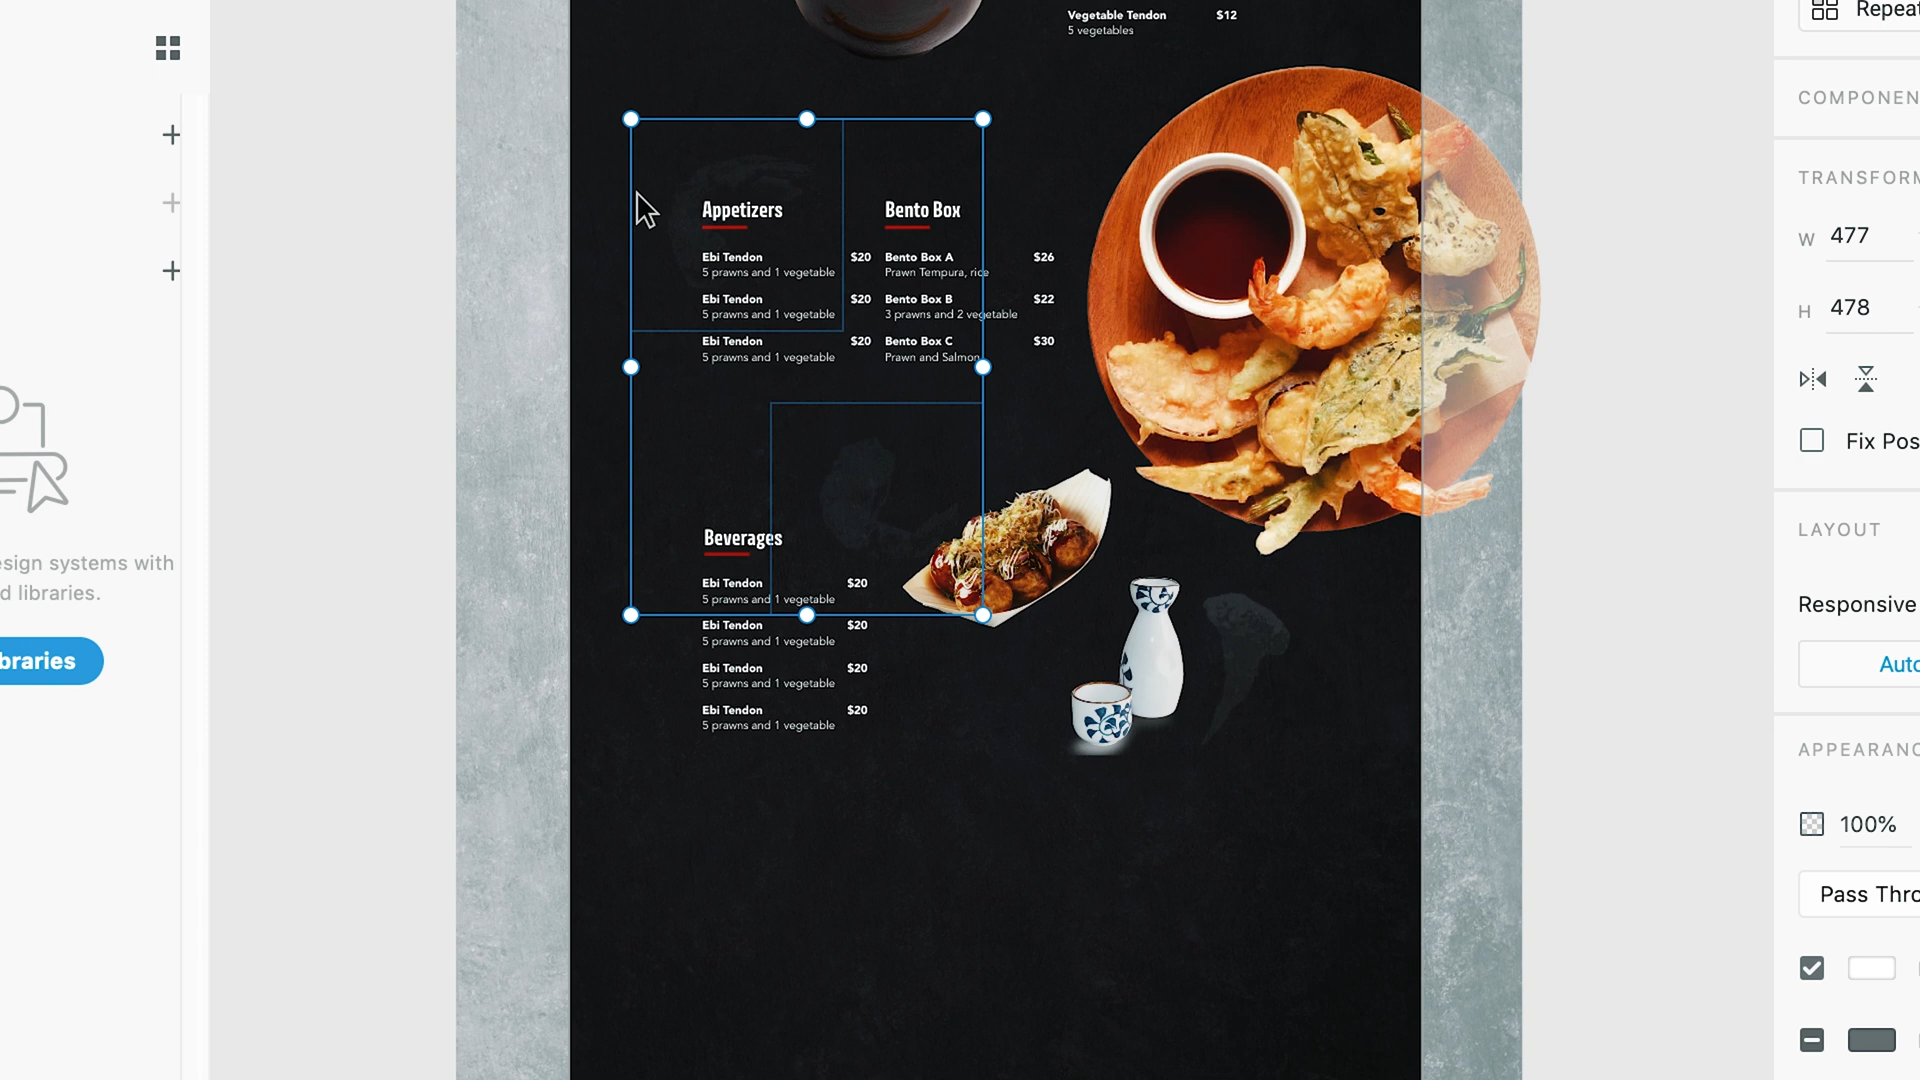 Vegetable Tendon $12
5 vegetables
Appetizers
Ebi Tendon $20
5 prawns and 1 vegetable
Ebi Tendon $20
5 prawns and 1 vegetable
Ebi Tendon $20
5 prawns and 1 vegetable
Bento Box
Bento Box A $26
Prawn Tempura, rice
Bento Box B $22
3 prawns and 2 vegetable
Bento Box C $30
Prawn and Salmon
Beverages
Ebi Tendon $20
5 prawns and 1 vegetable
Ebi Tendon $20
5 prawns and 1 vegetable
Ebi Tendon $20
5 prawns and 1 vegetable
Ebi Tendon $20
5 prawns and 1 vegetable
esign systems with
d libraries.
braries
Repeat
COMPONEN
TRANSFORM
W 477
H 478
Fix Pos
LAYOUT
Responsive
Auto
APPEARANC
100%
Pass Thro